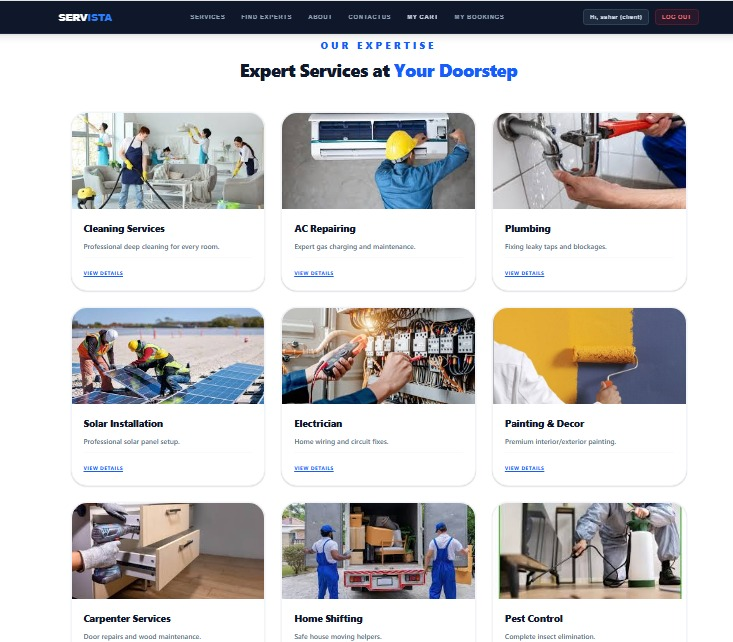 SERVISTA SERVICES FIND EXPERTS ABOUT CONTACT US MY CART MY BOOKINGS Hi, sahar (client) LOG OUT
OUR EXPERTISE
Expert Services at Your Doorstep
Cleaning Services
Professional deep cleaning for every room.
VIEW DETAILS
AC Repairing
Expert gas charging and maintenance.
VIEW DETAILS
Plumbing
Fixing leaky taps and blockages.
VIEW DETAILS
Solar Installation
Professional solar panel setup.
VIEW DETAILS
Electrician
Home wiring and circuit fixes.
VIEW DETAILS
Painting & Decor
Premium interior/exterior painting.
VIEW DETAILS
Carpenter Services
Door repairs and wood maintenance.
Home Shifting
Safe house moving helpers.
Pest Control
Complete insect elimination.